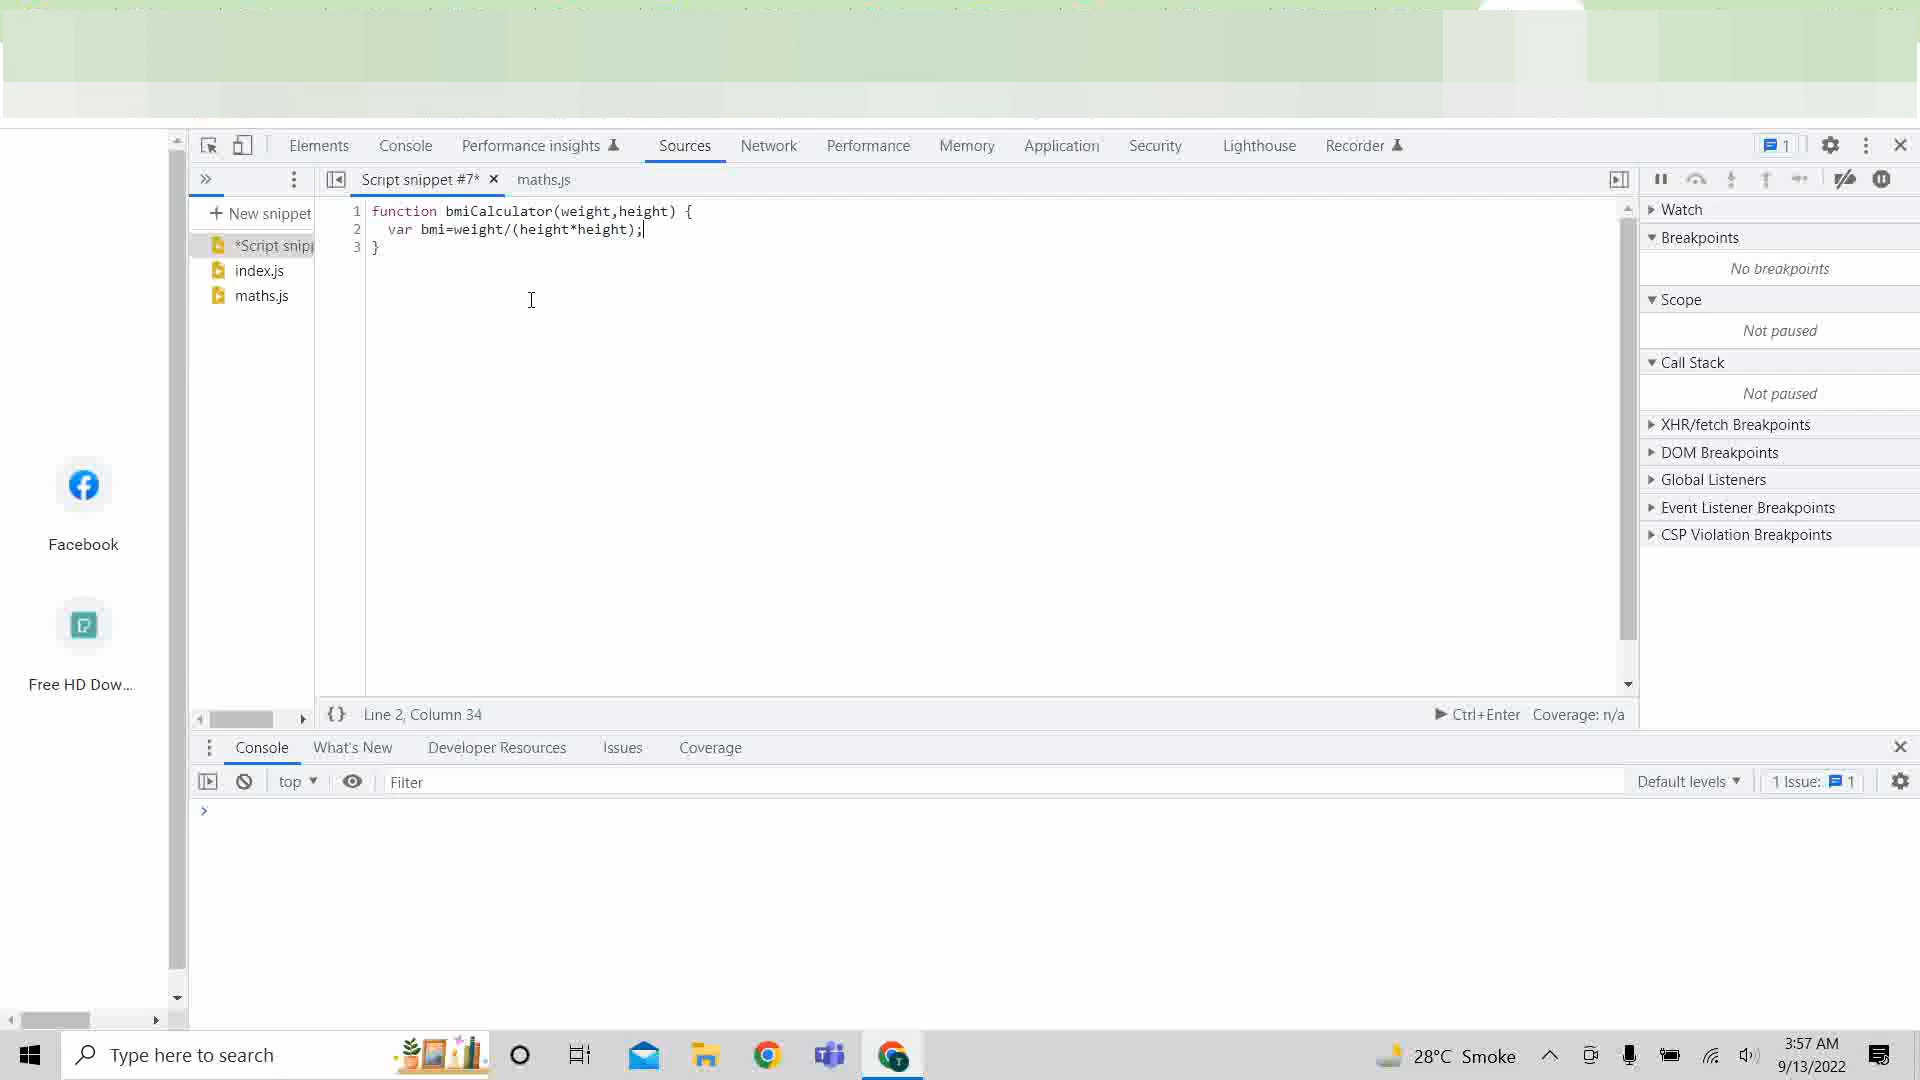 Elements Console Performance insights Sources Network Performance Memory Application Security Lighthouse Recorder 1
Script snippet #7* × maths.js
+ New snippet
*Script snipp
index.js
maths.js
1 function bmiCalculator(weight,height) {
2 var bmi=weight/(height*height);
3 }
Watch
Breakpoints
No breakpoints
Scope
Not paused
Call Stack
Not paused
XHR/fetch Breakpoints
DOM Breakpoints
Global Listeners
Event Listener Breakpoints
CSP Violation Breakpoints
Facebook
Free HD Dow...
{} Line 2, Column 34 Ctrl+Enter Coverage: n/a
Console What's New Developer Resources Issues Coverage
top Filter Default levels 1 Issue: 1
>
Type here to search
28°C Smoke
3:57 AM
9/13/2022